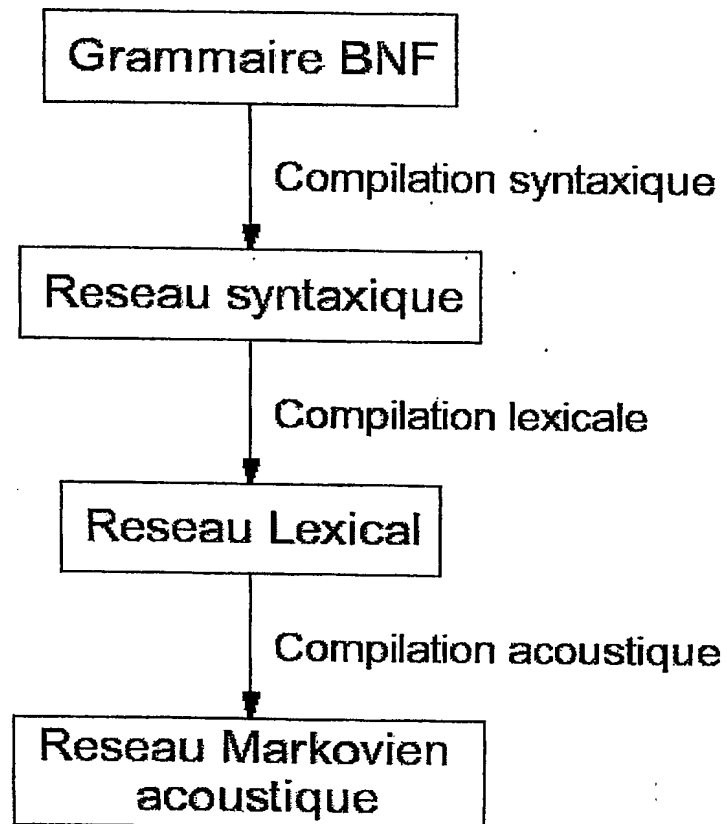 Grammaire BNF
Compilation syntaxique
Reseau syntaxique
Compilation lexicale
Reseau Lexical
Compilation acoustique
Reseau Markovien
acoustique